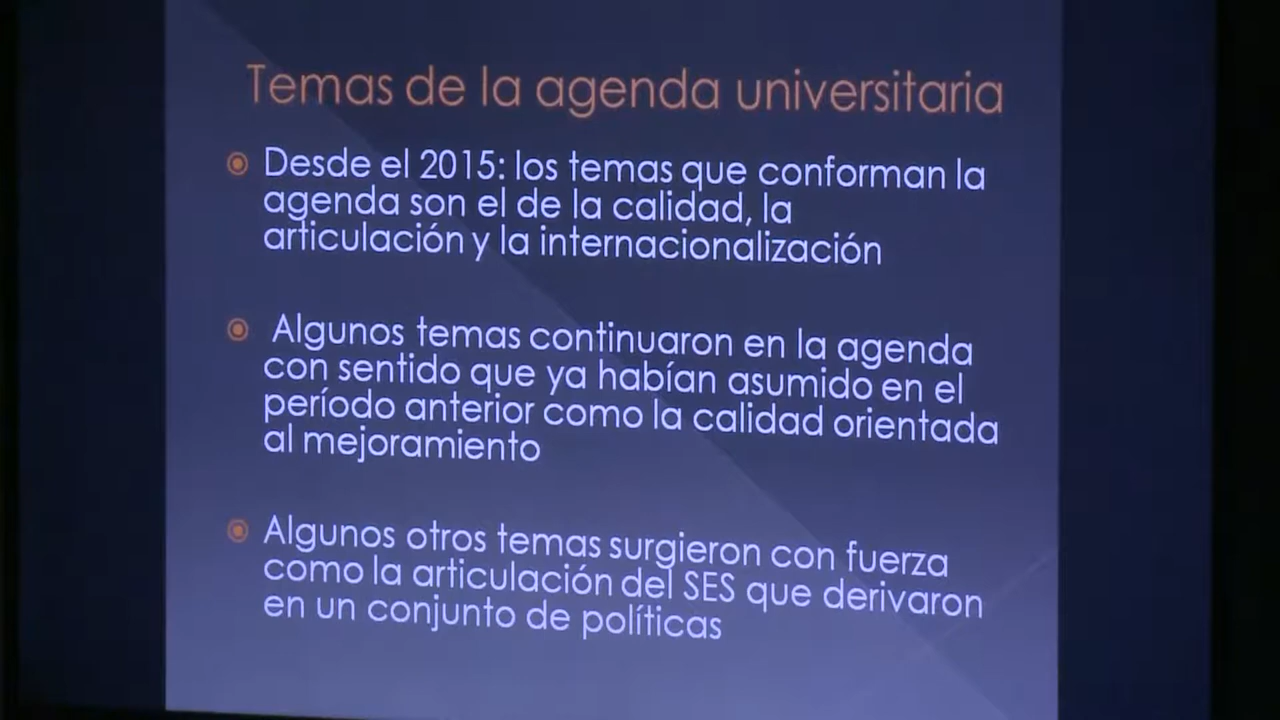 Temas de la agenda universitaria
Desde el 2015: los temas que conforman la
agenda son el de la calidad, la
articulación y la internacionalización
Algunos temas continuaron en la agenda
con sentido que ya habían asumido en el
período anterior como la calidad orientada
al mejoramiento
Algunos otros temas surgieron con fuerza
como la articulación del SES que derivaron
en un conjunto de políticas